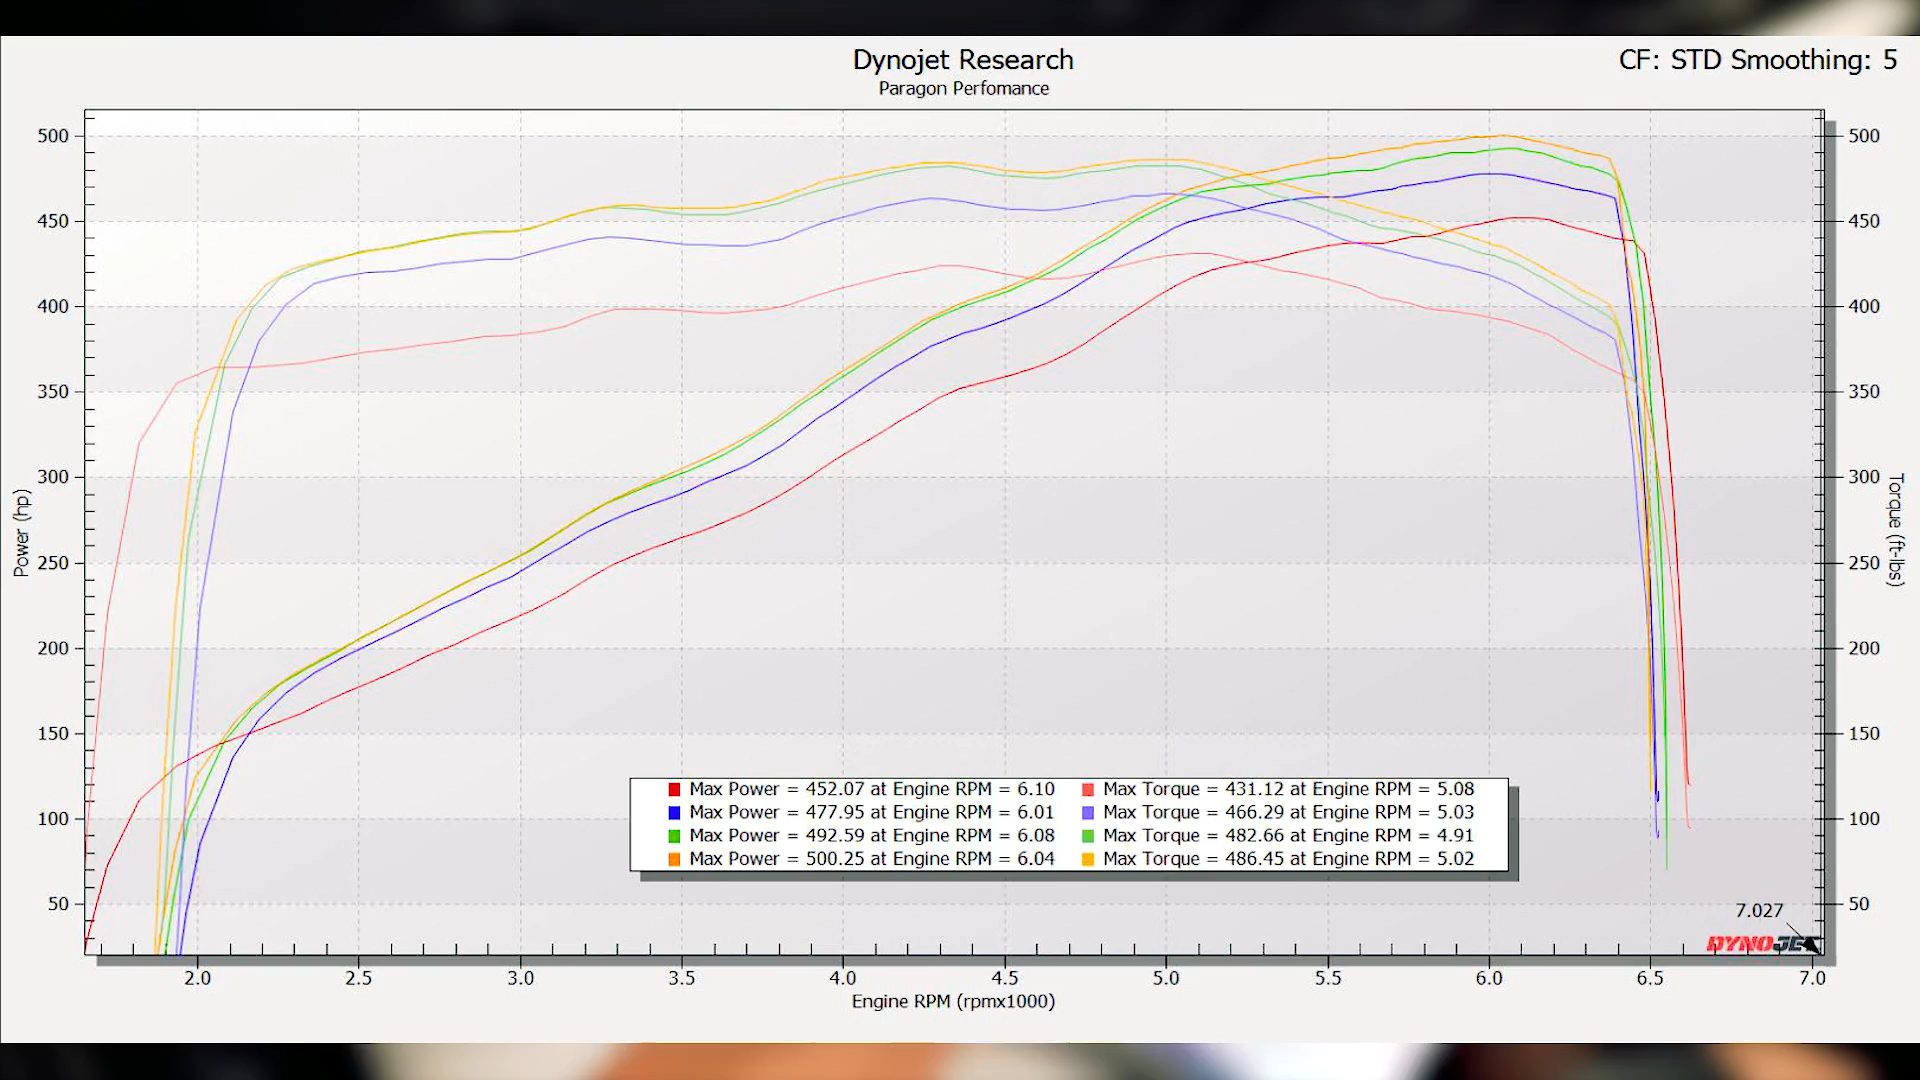 Dynojet Research
CF: STD Smoothing: 5
Paragon Perfomance
500
450
400
350
300
250
200
150
100
50
Power (hp)
500
450
400
350
300
250
200
150
100
50
Torque (ft-lbs)
Max Power = 452.07 at Engine RPM = 6.10 Max Torque = 431.12 at Engine RPM = 5.08
Max Power = 477.95 at Engine RPM = 6.01 Max Torque = 466.29 at Engine RPM = 5.03
Max Power = 492.59 at Engine RPM = 6.08 Max Torque = 482.66 at Engine RPM = 4.91
Max Power = 500.25 at Engine RPM = 6.04 Max Torque = 486.45 at Engine RPM = 5.02
7.027
DYNOJET
2.0 2.5 3.0 3.5 4.0 4.5 5.0 5.5 6.0 6.5 7.0
Engine RPM (rpmx1000)